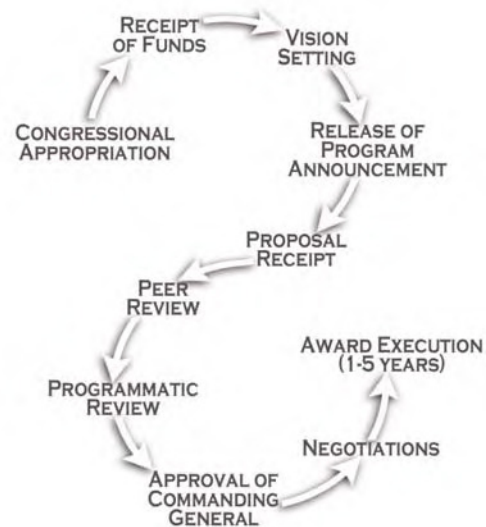 RECEIPT
OF FUNDS
VISION
SETTING
CONGRESSIONAL
APPROPRIATION
RELEASE OF
PROGRAM
ANNOUNCEMENT
PROPOSAL
RECEIPT
PEER
REVIEW
PROGRAMMATIC
REVIEW
APPROVAL OF
COMMANDING
GENERAL
NEGOTIATIONS
AWARD EXECUTION
(1-5 YEARS)